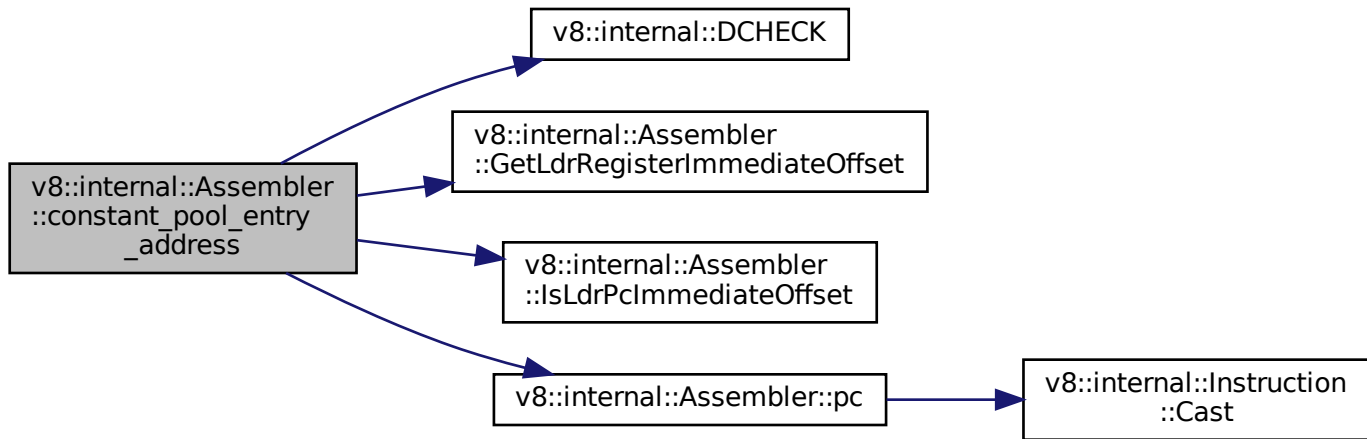 v8::internal::DCHECK
v8::internal::Assembler
::GetLdrRegisterImmediateOffset
v8::internal::Assembler
::constant_pool_entry
_address
v8::internal::Assembler
::IsLdrPcImmediateOffset
v8::internal::Assembler::pc
v8::internal::Instruction
::Cast